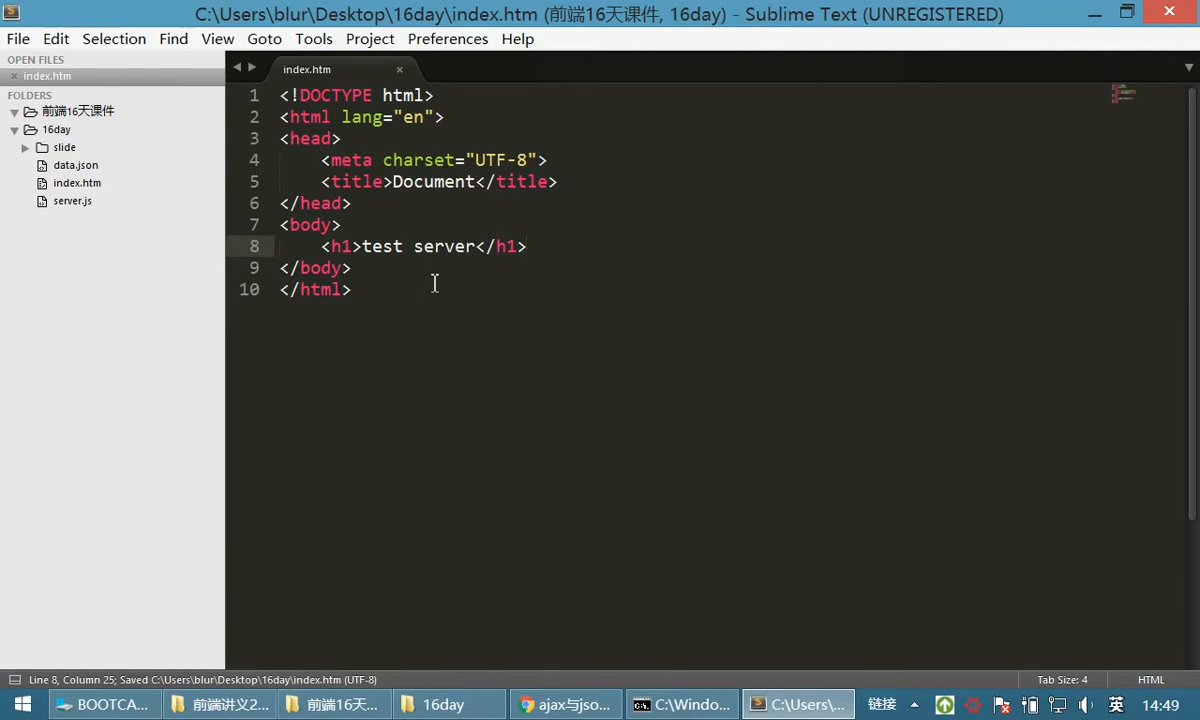 C:\Users\blur\Desktop\16day\index.htm (前端16天课件, 16day) - Sublime Text (UNREGISTERED)
File Edit Selection Find View Goto Tools Project Preferences Help
OPEN FILES
index.htm
FOLDERS
前端16天课件
16day
slide
data.json
index.htm
server.js
index.htm
1 <!DOCTYPE html>
2 <html lang="en">
3 <head>
4 <meta charset="UTF-8">
5 <title>Document</title>
6 </head>
7 <body>
8 <h1>test server</h1>
9 </body>
10 </html>
Line 8, Column 25; Saved C:\Users\blur\Desktop\16day\index.htm (UTF-8) Tab Size: 4 HTML
BOOTCA... 前端讲义2... 前端16天... 16day ajax与jso... C:\Windo... C:\Users\... 链接 英 14:49